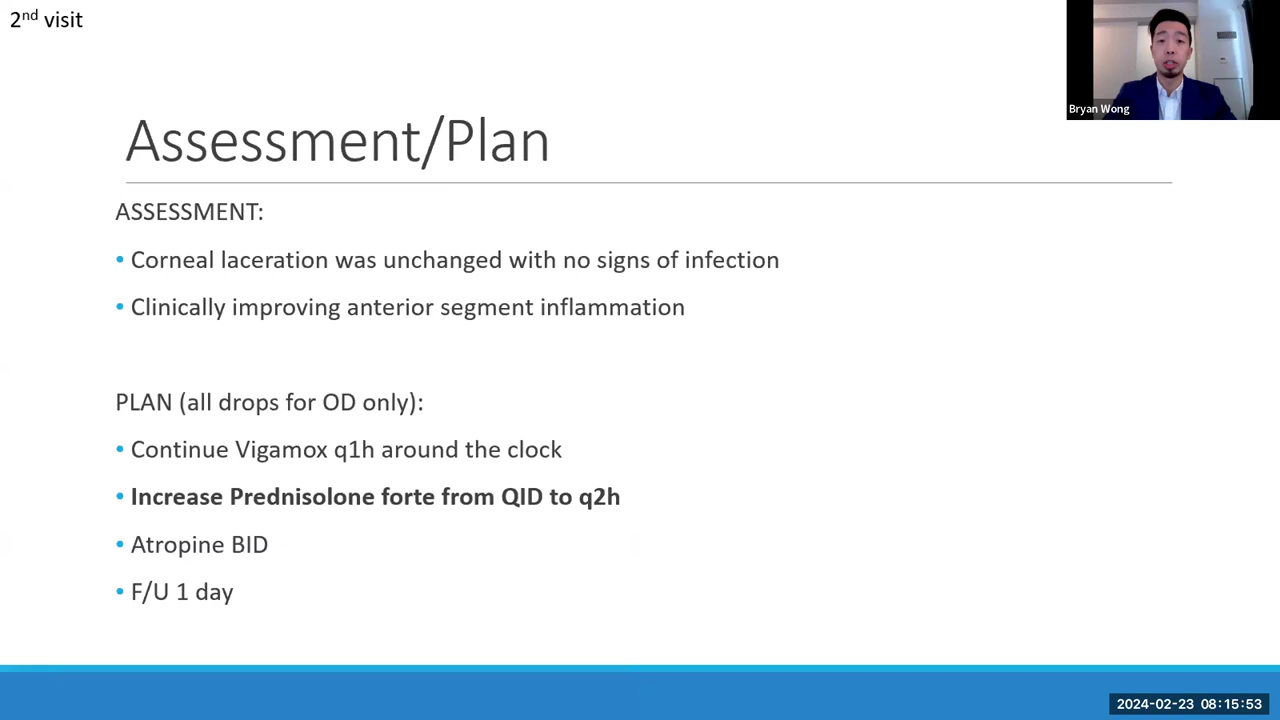 2nd visit
Bryan Wong
Assessment/Plan
ASSESSMENT:
• Corneal laceration was unchanged with no signs of infection
• Clinically improving anterior segment inflammation
PLAN (all drops for OD only):
• Continue Vigamox q1h around the clock
• Increase Prednisolone forte from QID to q2h
• Atropine BID
• F/U 1 day
2024-02-23 08:15:53